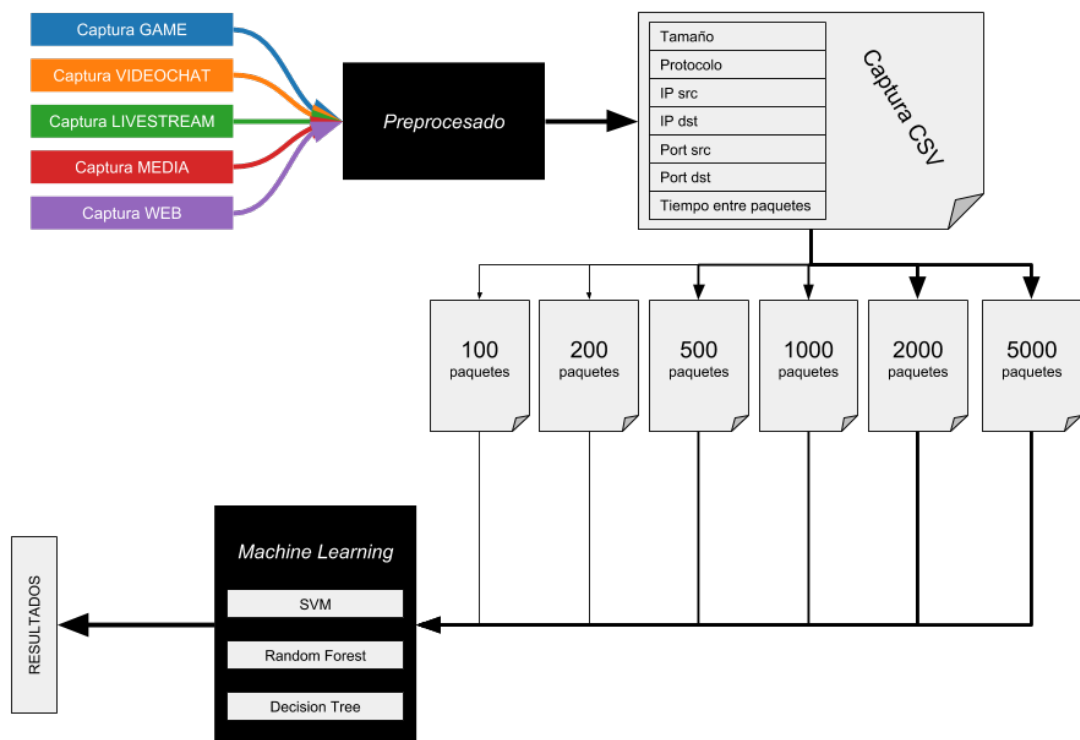 Captura GAME
Captura VIDEOCHAT
Captura LIVESTREAM
Captura MEDIA
Captura WEB
Preprocesado
Tamaño
Protocolo
IP src
IP dst
Port src
Port dst
Tiempo entre paquetes
Captura CSV
100
paquetes
200
paquetes
500
paquetes
1000
paquetes
2000
paquetes
5000
paquetes
Machine Learning
SVM
Random Forest
Decision Tree
RESULTADOS